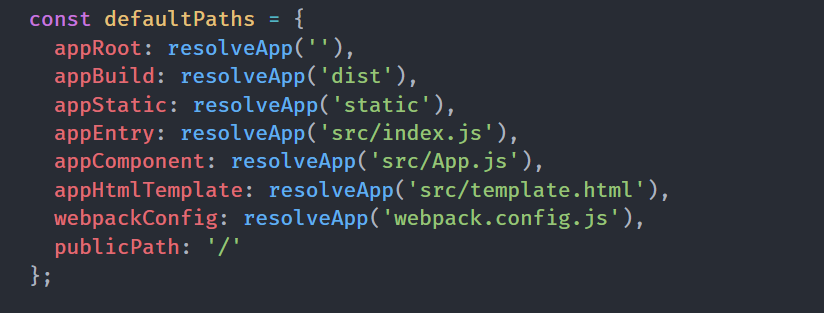 const defaultPaths = {
  appRoot: resolveApp(''),
  appBuild: resolveApp('dist'),
  appStatic: resolveApp('static'),
  appEntry: resolveApp('src/index.js'),
  appComponent: resolveApp('src/App.js'),
  appHtmlTemplate: resolveApp('src/template.html'),
  webpackConfig: resolveApp('webpack.config.js'),
  publicPath: '/'
};